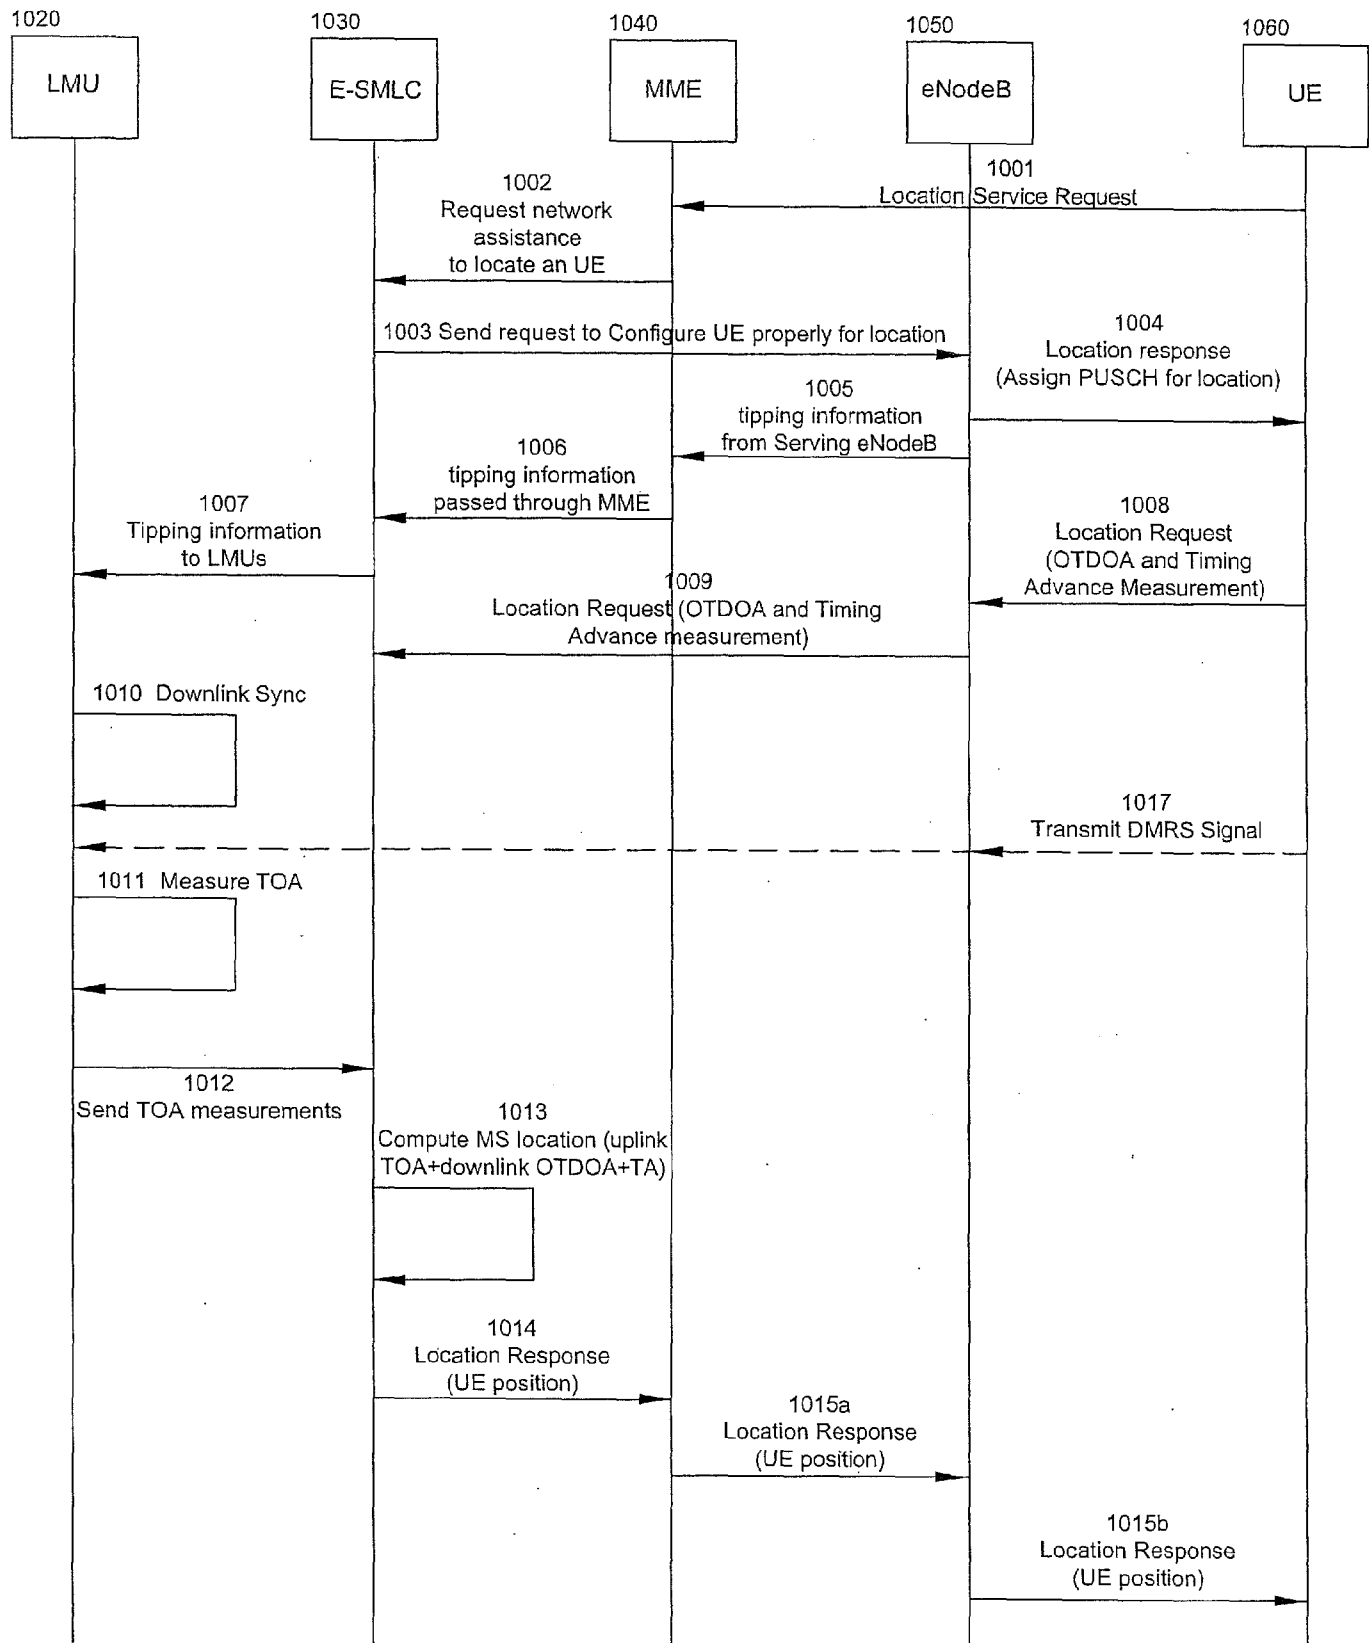 1020
1030
1040
1050
1060
LMU
E-SMLC
MME
eNodeB
UE
1001
Location Service Request
1002
Request network
assistance
to locate an UE
1003 Send request to Configure UE properly for location
1004
Location response
(Assign PUSCH for location)
1005
tipping information
from Serving eNodeB
1006
tipping information
passed through MME
1007
Tipping information
to LMUs
1008
Location Request
(OTDOA and Timing
Advance Measurement)
1009
Location Request (OTDOA and Timing
Advance measurement)
1010 Downlink Sync
1017
Transmit DMRS Signal
1011 Measure TOA
1012
Send TOA measurements
1013
Compute MS location (uplink
TOA+downlink OTDOA+TA)
1014
Location Response
(UE position)
1015a
Location Response
(UE position)
1015b
Location Response
(UE position)